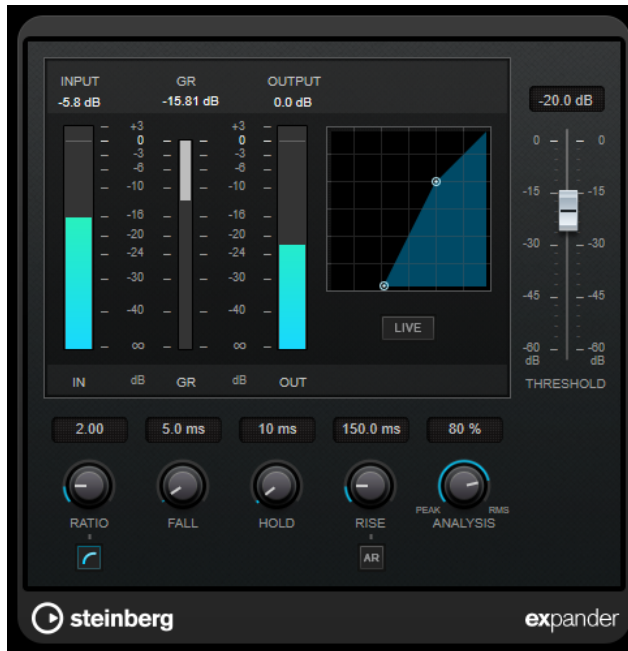 INPUT GR OUTPUT
-5.8 dB -15.81 dB 0.0 dB
-20.0 dB
+3 +3
0 0
-3 -3
-6 -6
-10 -10
-16 -16
-20 -20
-24 -24
-30 -30
-40 -40
∞ ∞
IN dB GR dB OUT
LIVE
0 0
-15 -15
-30 -30
-45 -45
-60 -60
dB dB
THRESHOLD
2.00 5.0 ms 10 ms 150.0 ms 80 %
PEAK RMS
RATIO FALL HOLD RISE ANALYSIS
AR
steinberg expander